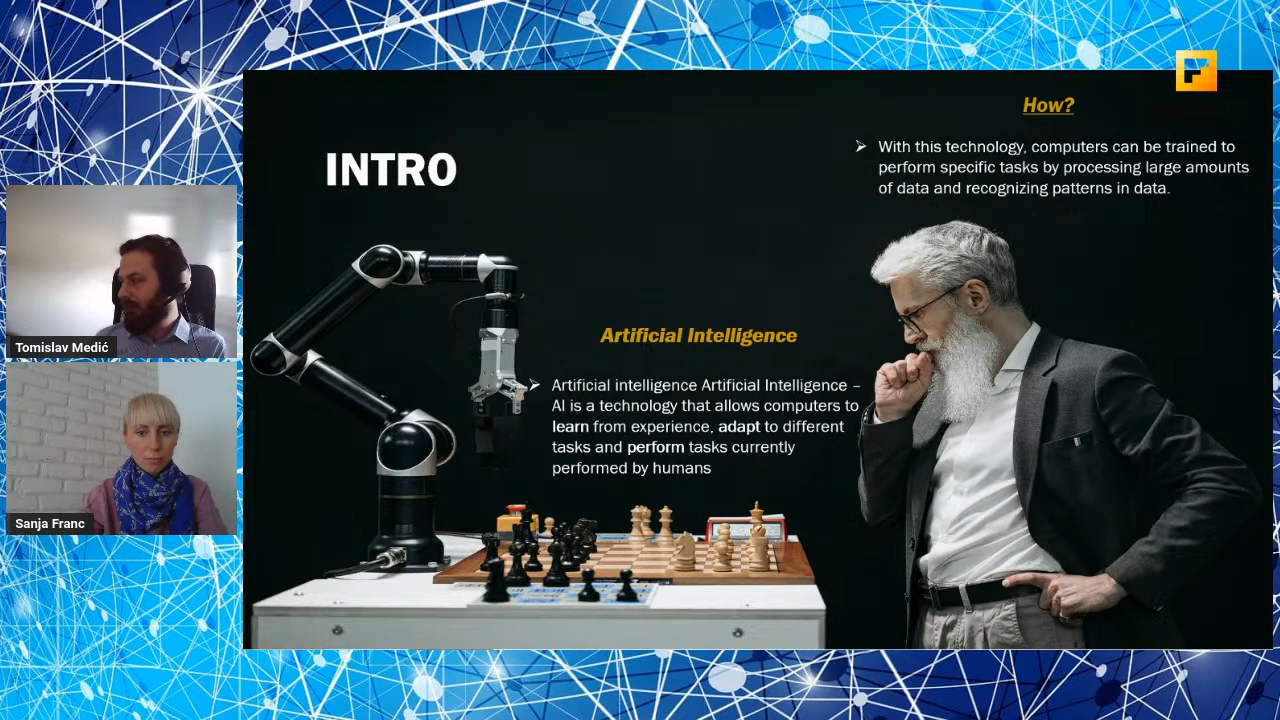 INTRO
How?
With this technology, computers can be trained to
perform specific tasks by processing large amounts
of data and recognizing patterns in data.
Artificial Intelligence
Artificial intelligence Artificial Intelligence –
AI is a technology that allows computers to
learn from experience, adapt to different
tasks and perform tasks currently
performed by humans
Tomislav Medić
Sanja Franc